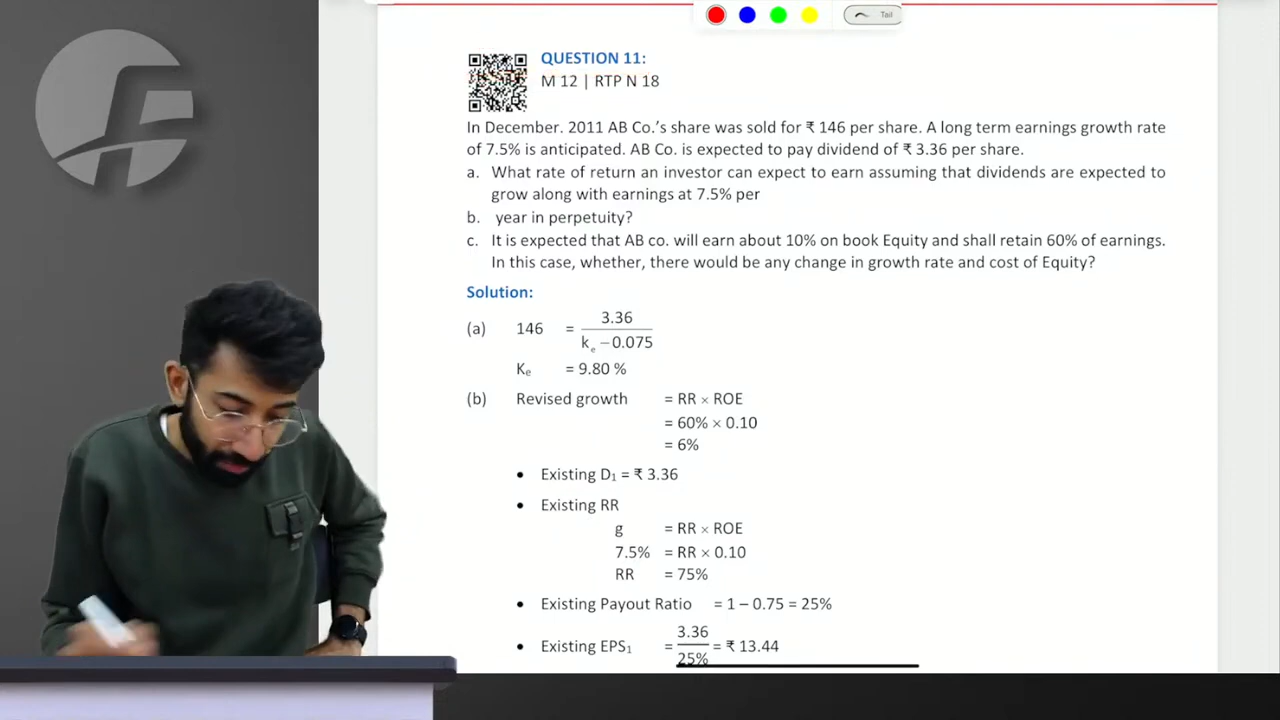 Tail
QUESTION 11:
M 12 | RTP N 18
In December. 2011 AB Co.'s share was sold for ₹ 146 per share. A long term earnings growth rate
of 7.5% is anticipated. AB Co. is expected to pay dividend of ₹ 3.36 per share.
a. What rate of return an investor can expect to earn assuming that dividends are expected to
grow along with earnings at 7.5% per
b. year in perpetuity?
c. It is expected that AB co. will earn about 10% on book Equity and shall retain 60% of earnings.
In this case, whether, there would be any change in growth rate and cost of Equity?
Solution:
(a) 146 = 3.36 / (kₑ – 0.075)
Kₑ = 9.80 %
(b) Revised growth = RR × ROE
= 60% × 0.10
= 6%
• Existing D₁ = ₹ 3.36
• Existing RR
g = RR × ROE
7.5% = RR × 0.10
RR = 75%
• Existing Payout Ratio = 1 – 0.75 = 25%
• Existing EPS₁ = 3.36 / 25% = ₹ 13.44